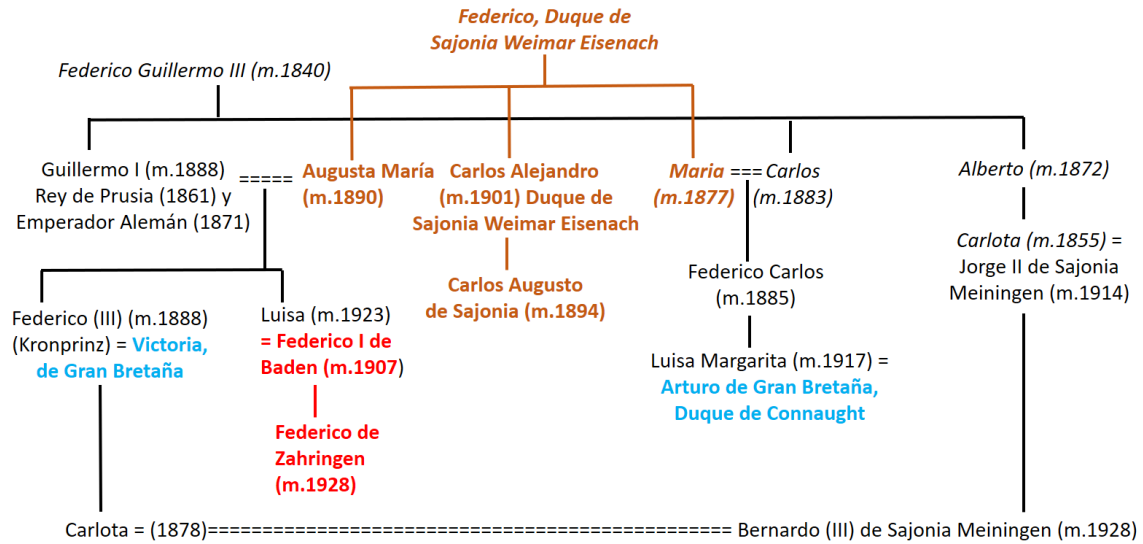 Federico, Duque de
Sajonia Weimar Eisenach
Federico Guillermo III (m.1840)
Guillermo I (m.1888)
Rey de Prusia (1861) y
Emperador Alemán (1871)
=====
Augusta María
(m.1890)
Carlos Alejandro
(m.1901) Duque de
Sajonia Weimar Eisenach
Maria === Carlos
(m.1877) (m.1883)
Alberto (m.1872)
Carlota (m.1855) =
Jorge II de Sajonia
Meiningen (m.1914)
Carlos Augusto
de Sajonia (m.1894)
Federico Carlos
(m.1885)
Federico (III) (m.1888)
(Kronprinz) = Victoria,
de Gran Bretaña
Luisa (m.1923)
= Federico I de
Baden (m.1907)
Luisa Margarita (m.1917) =
Arturo de Gran Bretaña,
Duque de Connaught
Federico de
Zahringen
(m.1928)
Carlota = (1878)======================================== Bernardo (III) de Sajonia Meiningen (m.1928)